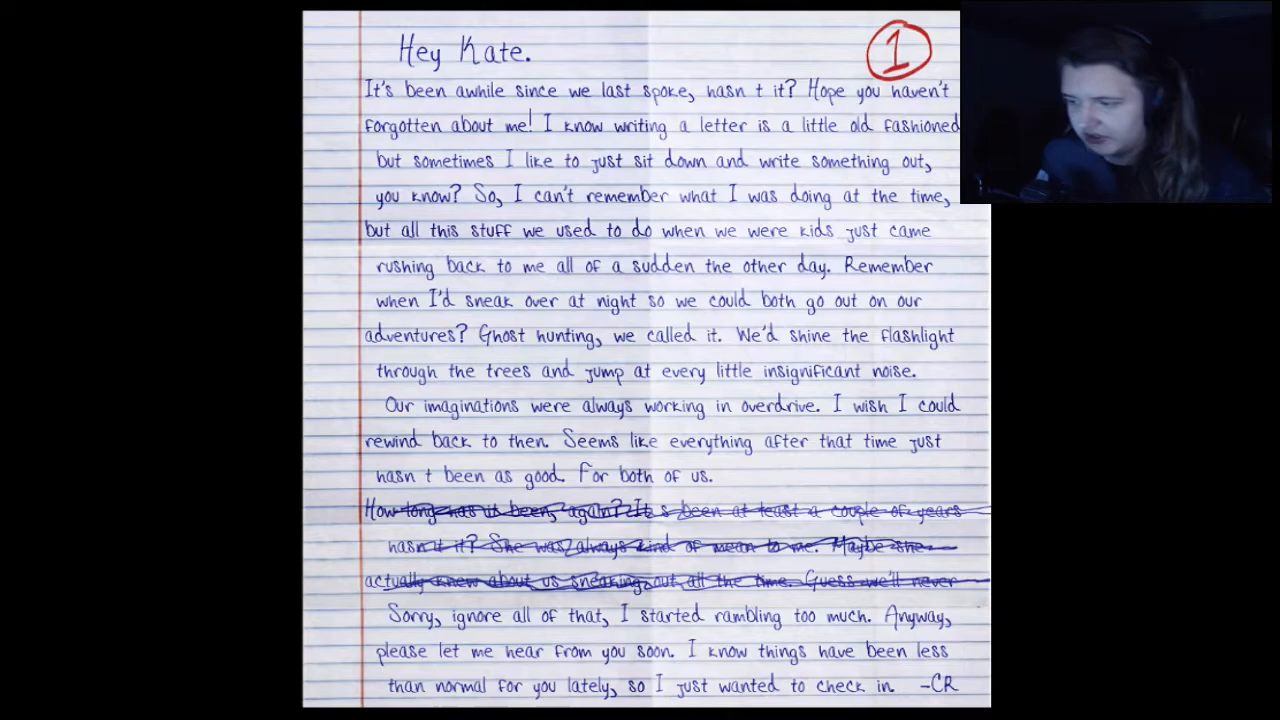 Hey Kate.
1
It's been awhile since we last spoke, hasn t it? Hope you haven't
forgotten about me! I know writing a letter is a little old fashioned
but sometimes I like to just sit down and write something out,
you know? So, I can't remember what I was doing at the time,
but all this stuff we used to do when we were kids just came
rushing back to me all of a sudden the other day. Remember
when I'd sneak over at night so we could both go out on our
adventures? Ghost hunting, we called it. We'd shine the flashlight
through the trees and jump at every little insignificant noise.
Our imaginations were always working in overdrive. I wish I could
rewind back to then. Seems like everything after that time just
hasn t been as good. For both of us.
How long has it been, again? It s been at least a couple of years
hasn t it? She was always kind of mean to me. Maybe she
actually knew about us sneaking out all the time. Guess we'll never
Sorry, ignore all of that, I started rambling too much. Anyway,
please let me hear from you soon. I know things have been less
than normal for you lately, so I just wanted to check in. -CR